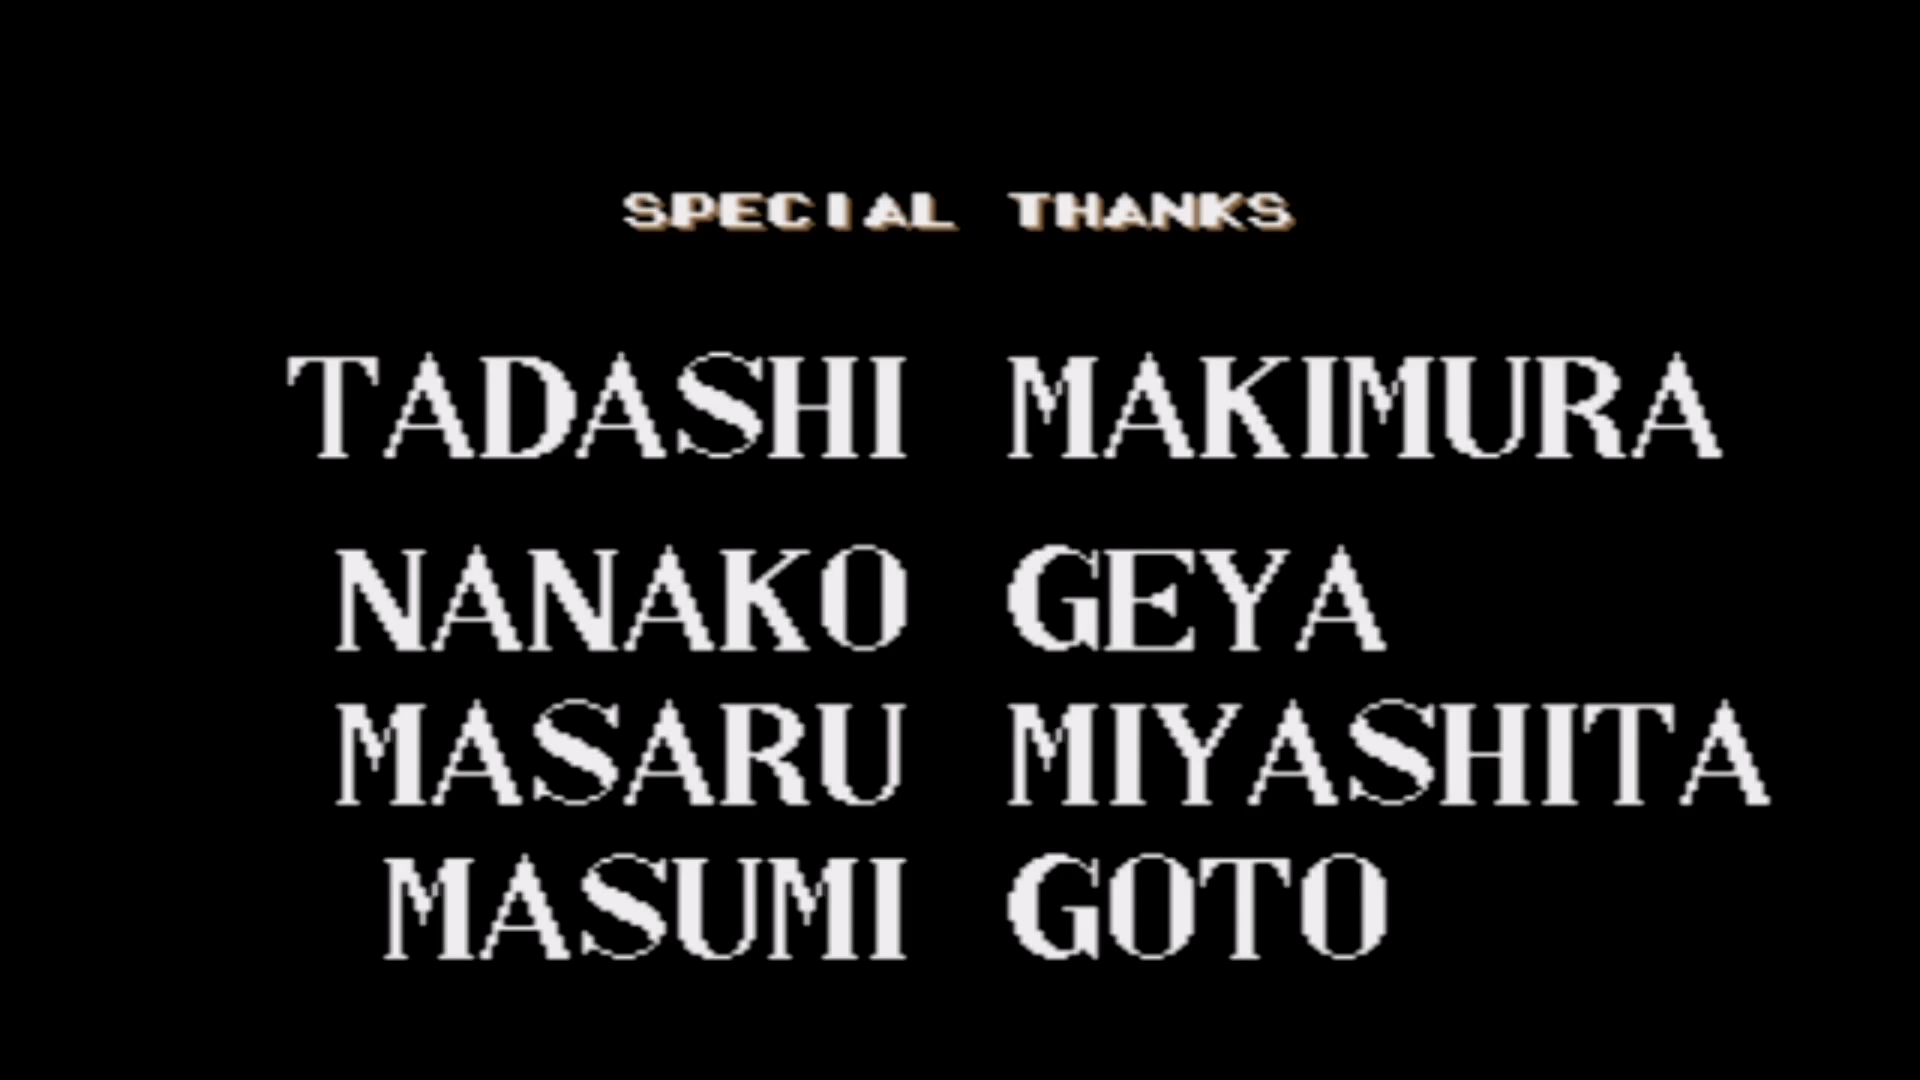 SPECIAL THANKS
TADASHI MAKIMURA
NANAKO GEYA
MASARU MIYASHITA
MASUMI GOTO